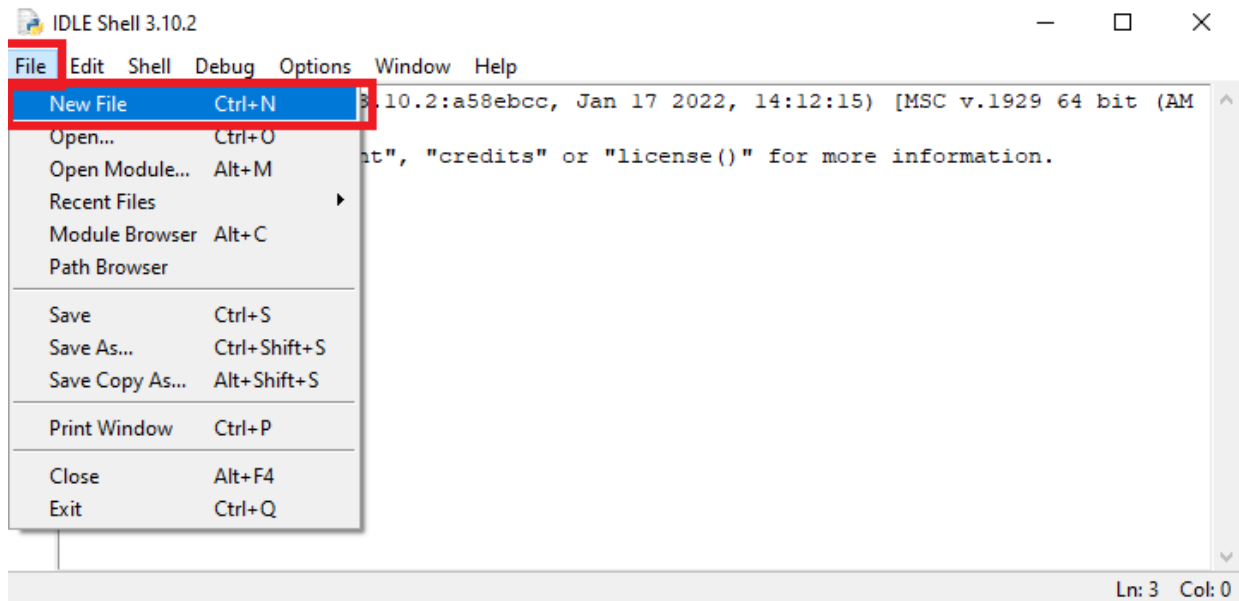 IDLE Shell 3.10.2
File Edit Shell Debug Options Window Help
New File Ctrl+N
3.10.2:a58ebcc, Jan 17 2022, 14:12:15) [MSC v.1929 64 bit (AM
Open... Ctrl+O
nt", "credits" or "license()" for more information.
Open Module... Alt+M
Recent Files
Module Browser Alt+C
Path Browser
Save Ctrl+S
Save As... Ctrl+Shift+S
Save Copy As... Alt+Shift+S
Print Window Ctrl+P
Close Alt+F4
Exit Ctrl+Q
Ln: 3 Col: 0